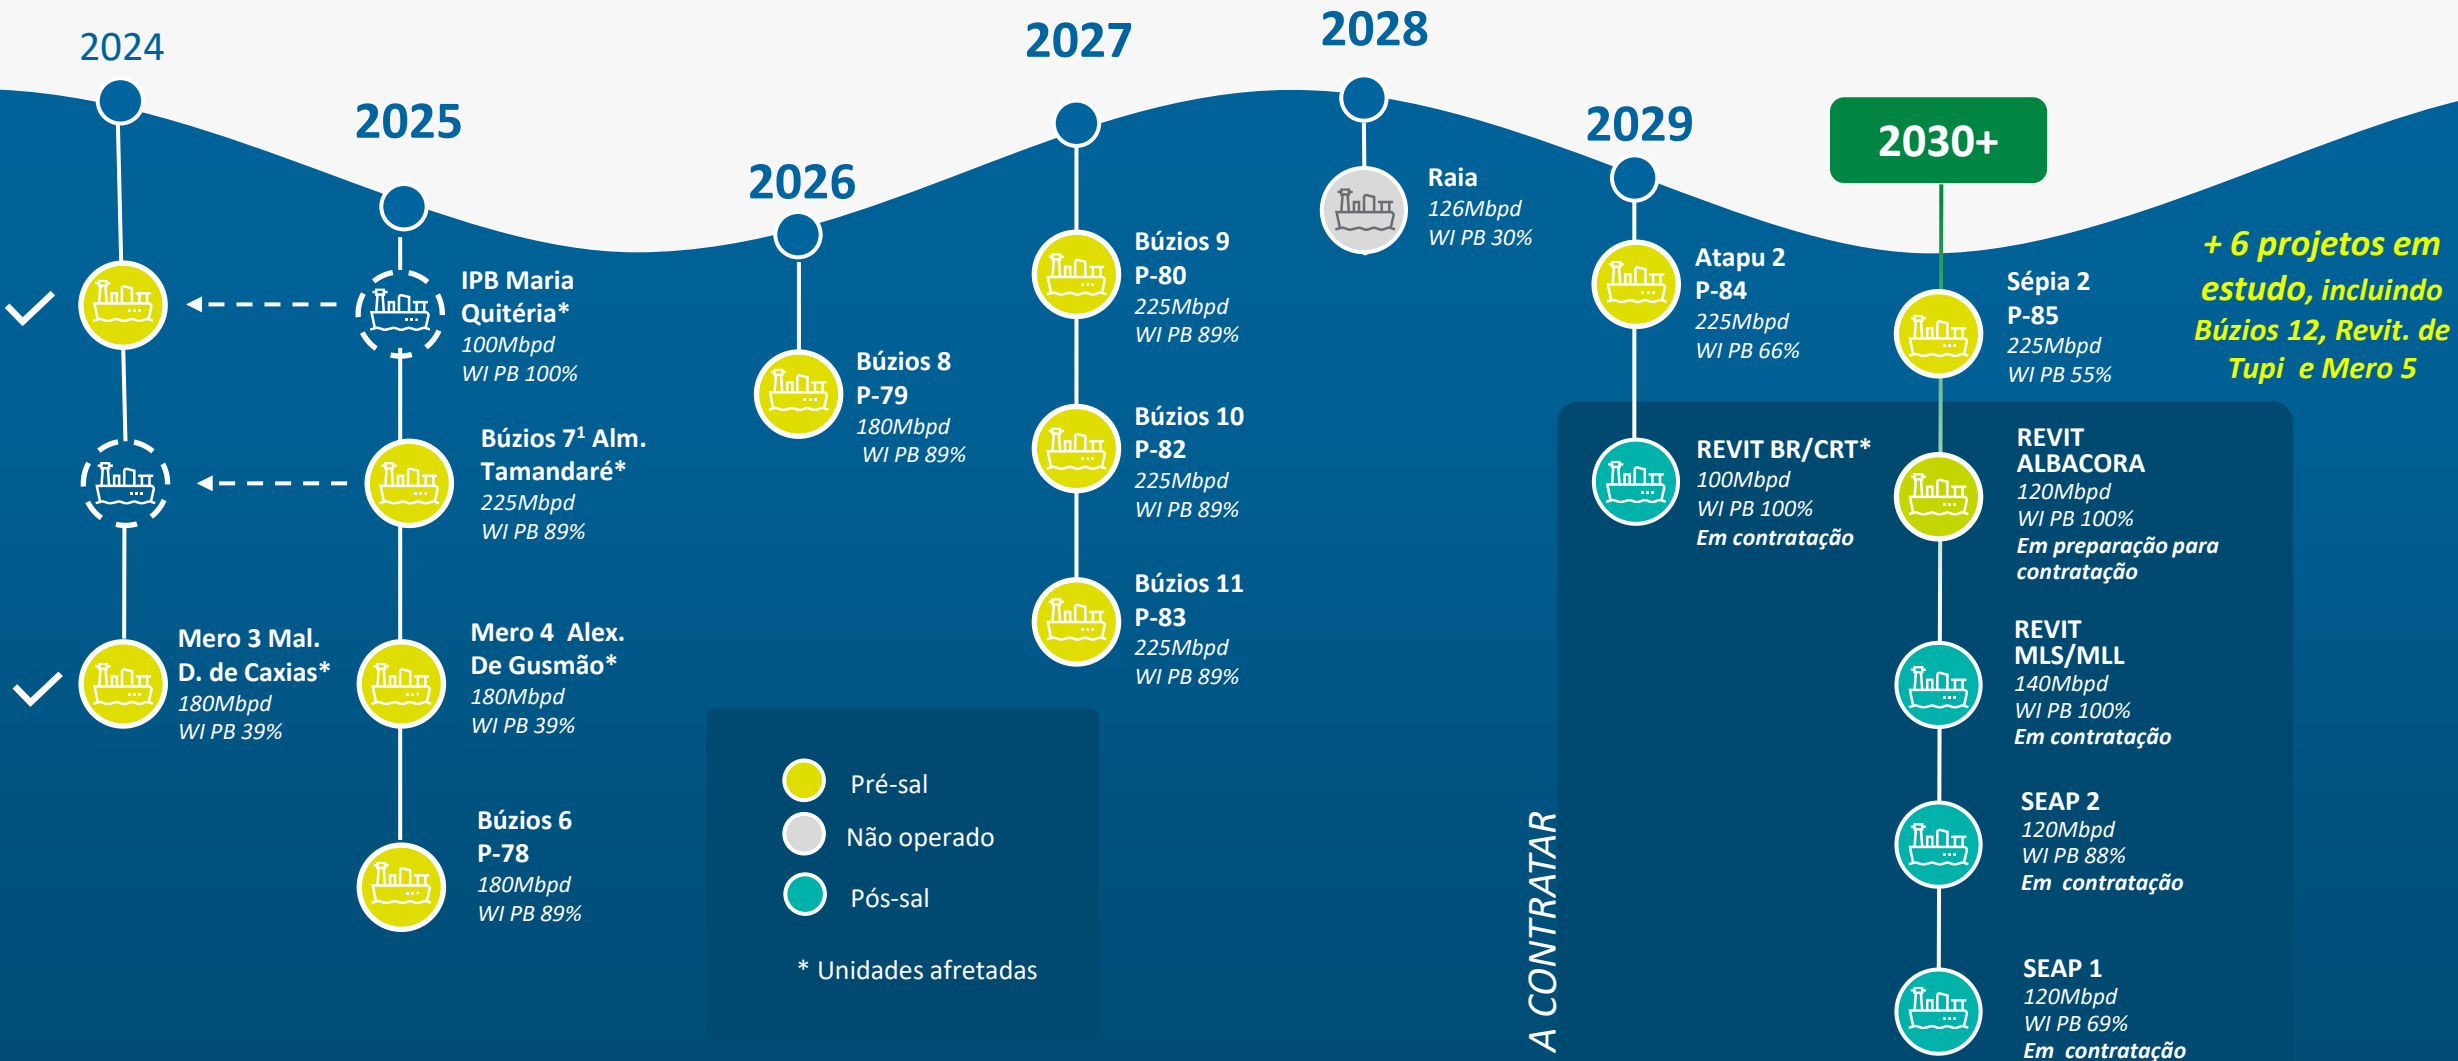 2024
Mero 3 Mal.
D. de Caxias*
180Mbpd
WI PB 39%
2025
IPB Maria
Quitéria*
100Mbpd
WI PB 100%
Búzios 7¹ Alm.
Tamandaré*
225Mbpd
WI PB 89%
Mero 4 Alex.
De Gusmão*
180Mbpd
WI PB 39%
Búzios 6
P-78
180Mbpd
WI PB 89%
2026
Búzios 8
P-79
180Mbpd
WI PB 89%
2027
Búzios 9
P-80
225Mbpd
WI PB 89%
Búzios 10
P-82
225Mbpd
WI PB 89%
Búzios 11
P-83
225Mbpd
WI PB 89%
2028
Raia
126Mbpd
WI PB 30%
2029
Atapu 2
P-84
225Mbpd
WI PB 66%
REVIT BR/CRT*
100Mbpd
WI PB 100%
Em contratação
2030+
Sépia 2
P-85
225Mbpd
WI PB 55%
REVIT
ALBACORA
120Mbpd
WI PB 100%
Em preparação para
contratação
REVIT
MLS/MLL
140Mbpd
WI PB 100%
Em contratação
SEAP 2
120Mbpd
WI PB 88%
Em contratação
SEAP 1
120Mbpd
WI PB 69%
Em contratação
+ 6 projetos em
estudo, incluindo
Búzios 12, Revit. de
Tupi e Mero 5
A CONTRATAR
Pré-sal
Não operado
Pós-sal
* Unidades afretadas